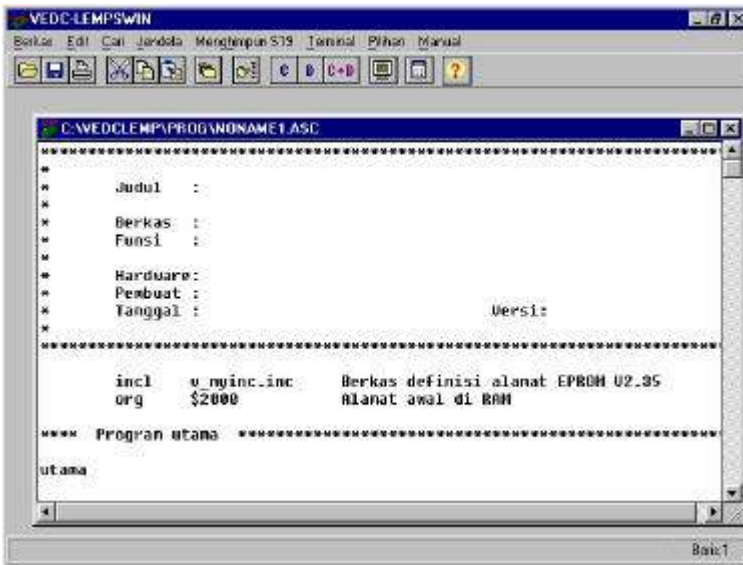 VEDC-LEMPSWIN
Berkas Edit Cari Jendela Menghimpun S19 Terminal Pilihan Manual
C D C+D ?
C:\VEDCLEMP\PROG\NONAME1.ASC
**********************************************************************
*
* Judul :
*
* Berkas :
* Funsi :
*
* Hardware:
* Pembuat :
* Tanggal : Versi:
*
**********************************************************************
incl v_myinc.inc Berkas definisi alamat EPROM V2.35
org $2000 Alamat awal di RAM
**** Program utama *************************************************
utama
Baris:1